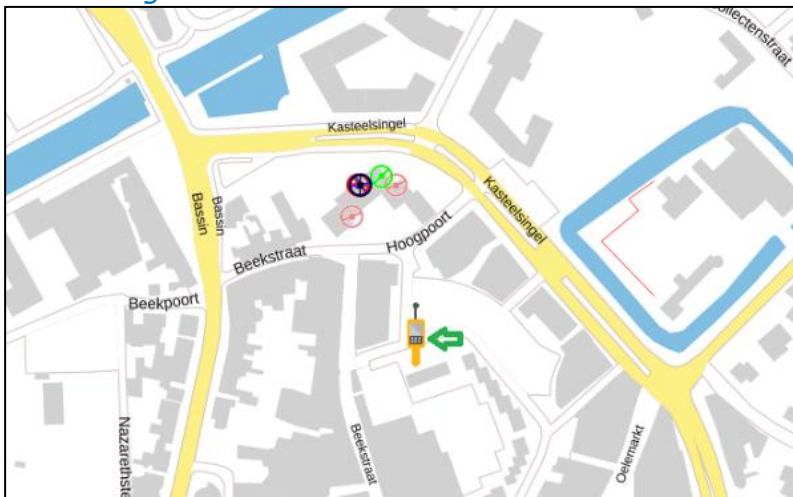 Kasteelsingel
Kasteelsingel
Bassin
Bassin
Hoogpoort
Beekstraat
Beekpoort
Beekstraat
Oelemarkt